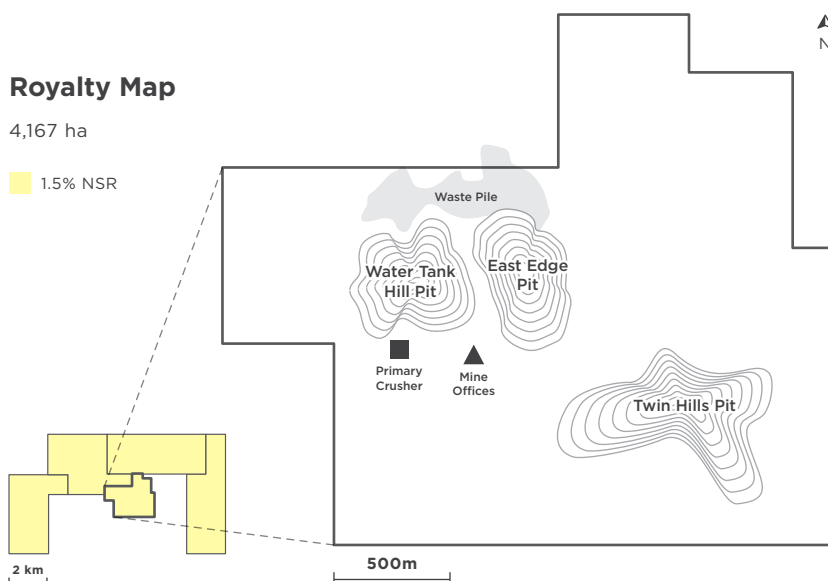 Royalty Map
4,167 ha
1.5% NSR
N
Waste Pile
Water Tank
Hill Pit
East Edge
Pit
Primary
Crusher
Mine
Offices
Twin Hills Pit
2 km
500m